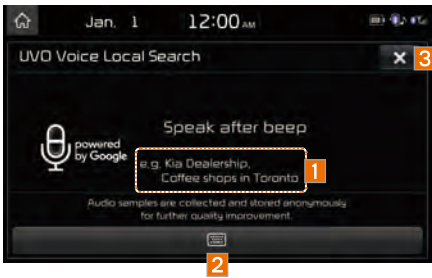 Jan. 1 12:00 AM
UVO Voice Local Search
3
Speak after beep
powered
by Google
e.g. Kia Dealership,
Coffee shops in Toronto
1
Audio samples are collected and stored anonymously
for further quality improvement.
2